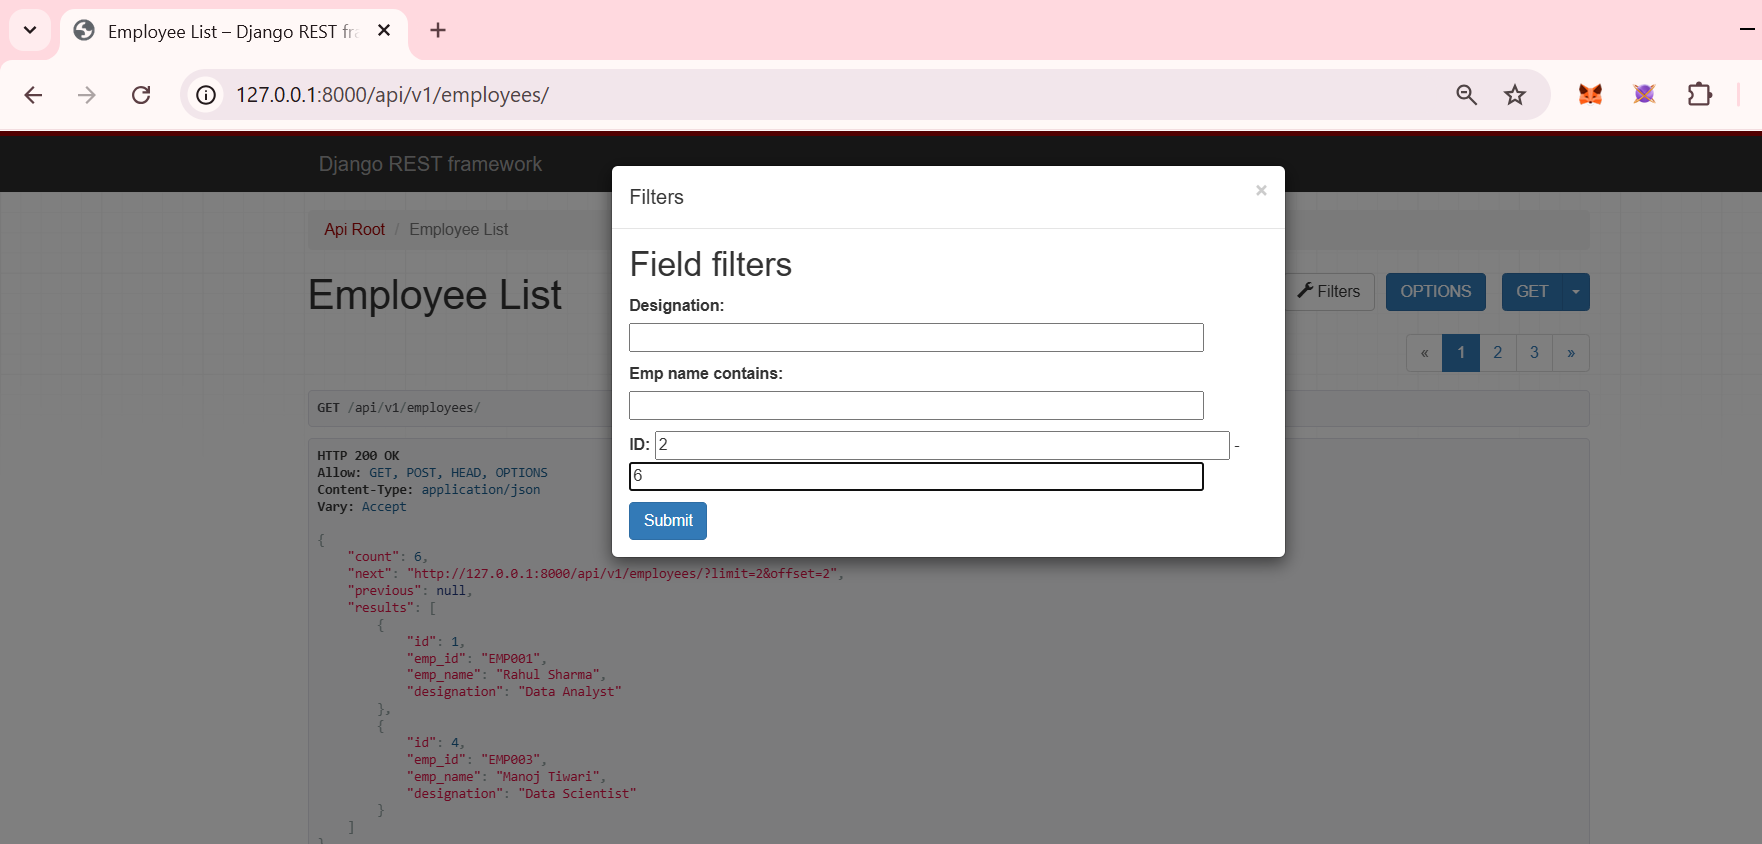 Employee List – Django REST fra
127.0.0.1:8000/api/v1/employees/
Django REST framework
Filters
×
Api Root / Employee List
Field filters
Employee List
Filters
OPTIONS
GET
Designation:
« 1 2 3 »
Emp name contains:
GET /api/v1/employees/
ID: 2 -
6
Submit
HTTP 200 OK
Allow: GET, POST, HEAD, OPTIONS
Content-Type: application/json
Vary: Accept
{
    "count": 6,
    "next": "http://127.0.0.1:8000/api/v1/employees/?limit=2&offset=2",
    "previous": null,
    "results": [
        {
            "id": 1,
            "emp_id": "EMP001",
            "emp_name": "Rahul Sharma",
            "designation": "Data Analyst"
        },
        {
            "id": 4,
            "emp_id": "EMP003",
            "emp_name": "Manoj Tiwari",
            "designation": "Data Scientist"
        }
    ]
}